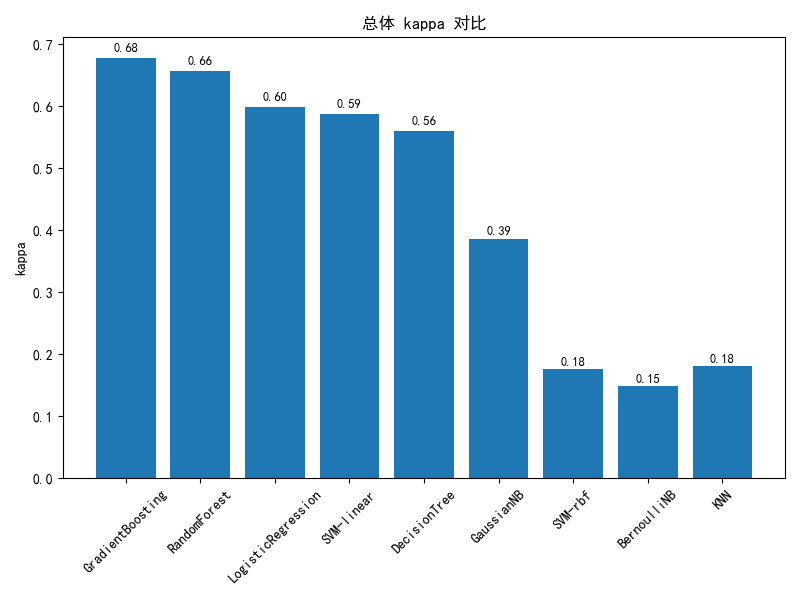 总体 kappa 对比
kappa
0.7
0.6
0.5
0.4
0.3
0.2
0.1
0.0
0.68
0.66
0.60
0.59
0.56
0.39
0.18
0.15
0.18
GradientBoosting
RandomForest
LogisticRegression
SVM-linear
DecisionTree
GaussianNB
SVM-rbf
BernoulliNB
KNN